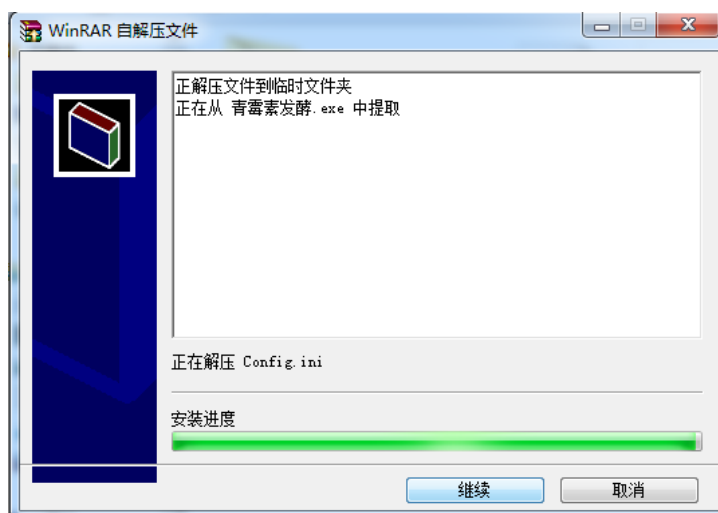 WinRAR 自解压文件
正解压文件到临时文件夹
正在从 青霉素发酵.exe 中提取
正在解压 Config.ini
安装进度
继续
取消